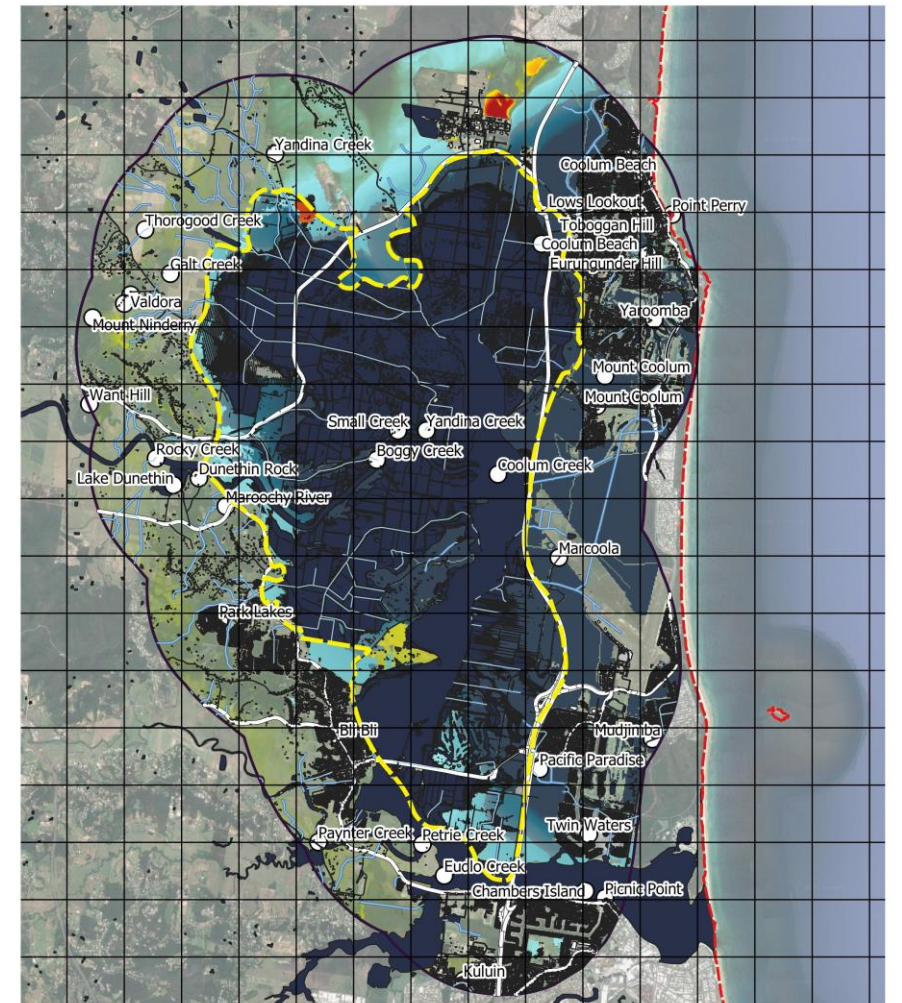 Yandina Creek
Coolum Beach
Lows Lookout
Point Perry
Thorogood Creek
Toboggan Hill
Coolum Beach
Eurungunder Hill
Galt Creek
Valdora
Yaroomba
Mount Ninderry
Mount Coolum
Want Hill
Mount Coolum
Small Creek
Yandina Creek
Boggy Creek
Rocky Creek
Coolum Creek
Dunethin Rock
Lake Dunethin
Maroochy River
Marcoola
Park Lakes
Bli Bli
Mudjimba
Pacific Paradise
Twin Waters
Paynter Creek
Petrie Creek
Eudlo Creek
Chambers Island
Picnic Point
Kuluin